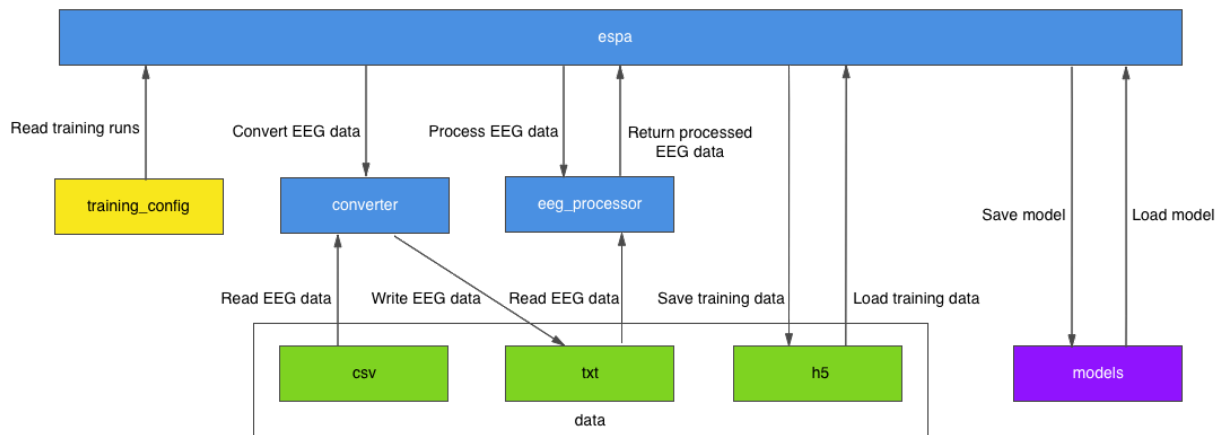 espa
Read training runs
Convert EEG data
Process EEG data
Return processed
EEG data
training_config
converter
eeg_processor
Save model
Load model
Read EEG data
Write EEG data
Read EEG data
Save training data
Load training data
csv
txt
h5
models
data